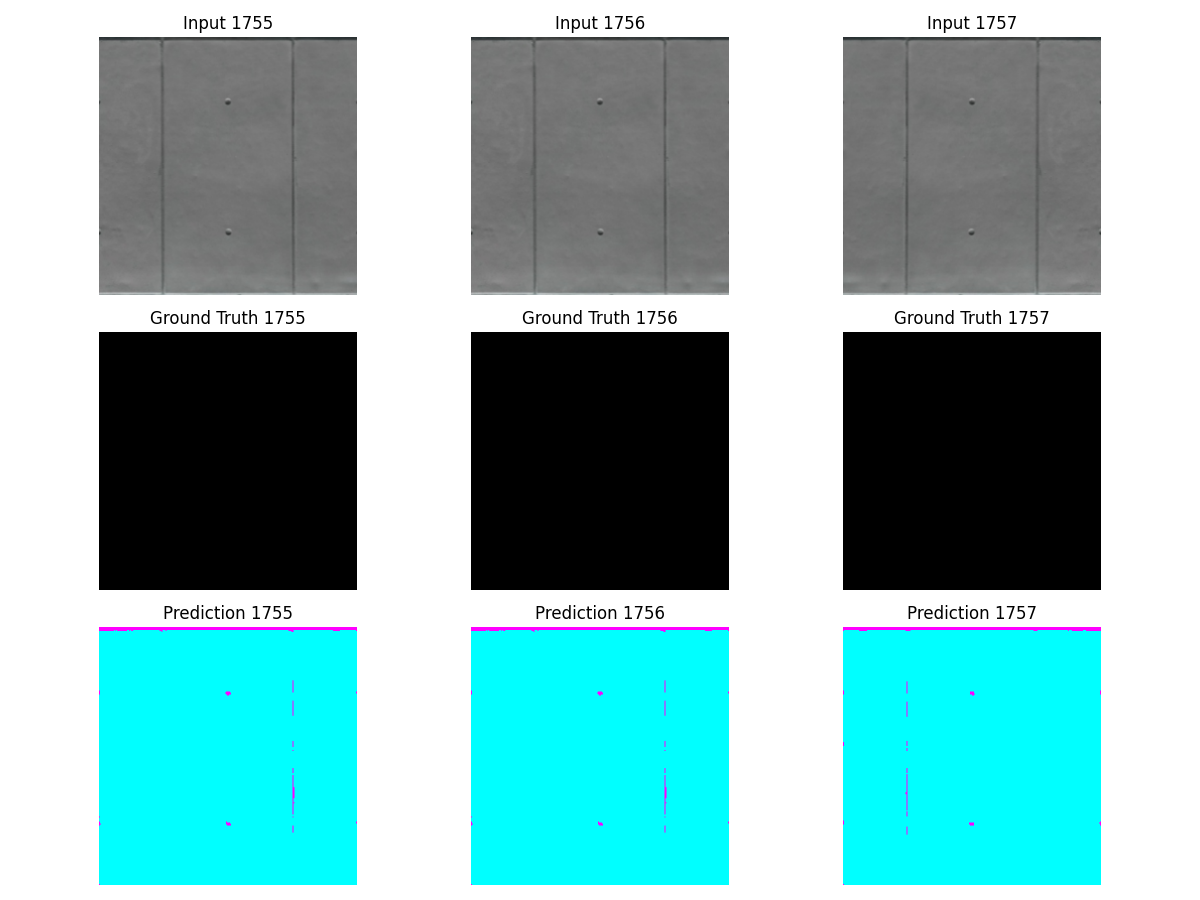 Input 1755
Input 1756
Input 1757
Ground Truth 1755
Ground Truth 1756
Ground Truth 1757
Prediction 1755
Prediction 1756
Prediction 1757